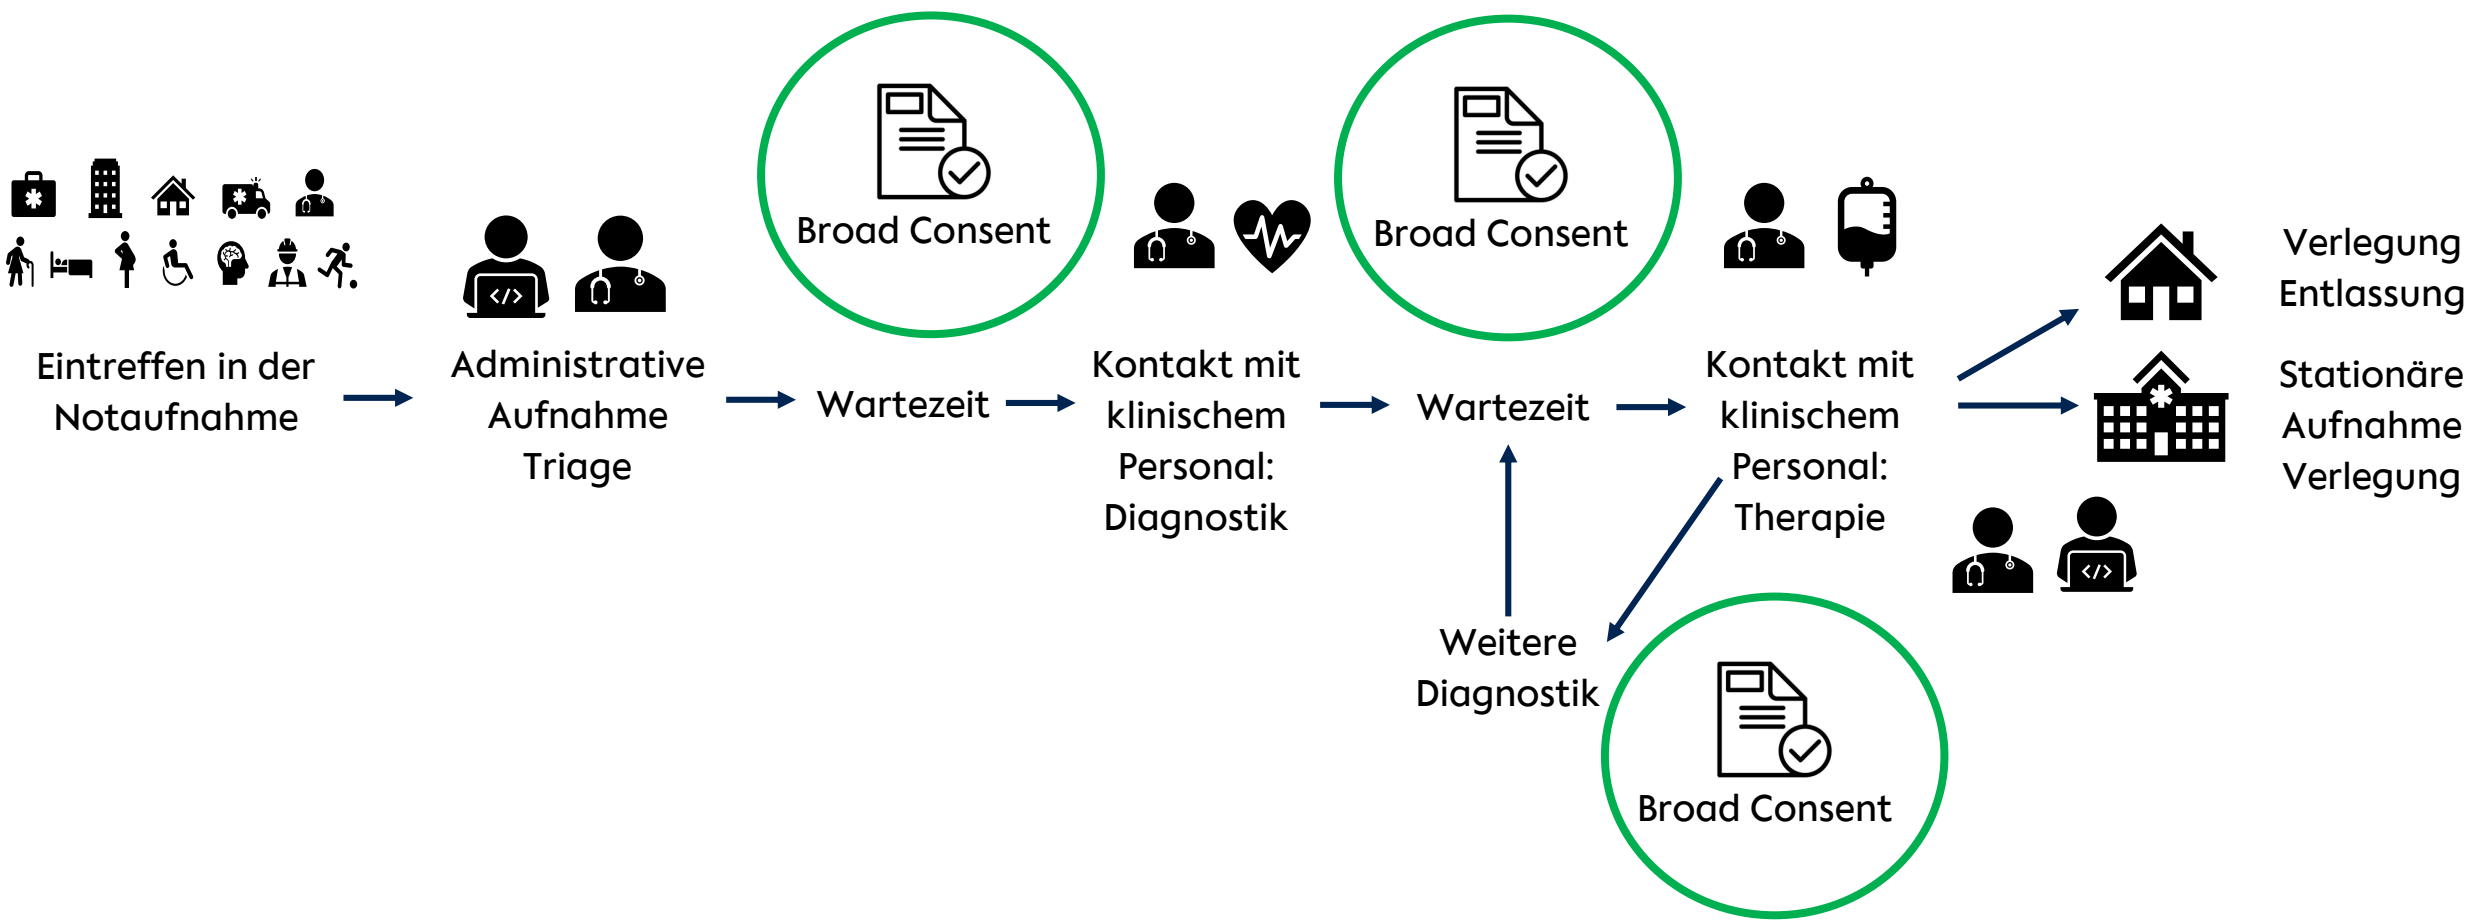 Broad Consent
Broad Consent
Eintreffen in der
Notaufnahme
Administrative
Aufnahme
Triage
</>
Wartezeit
Kontakt mit
klinischem
Personal:
Diagnostik
Wartezeit
Kontakt mit
klinischem
Personal:
Therapie
Verlegung
Entlassung
Stationäre
Aufnahme
Verlegung
</>
Weitere
Diagnostik
Broad Consent